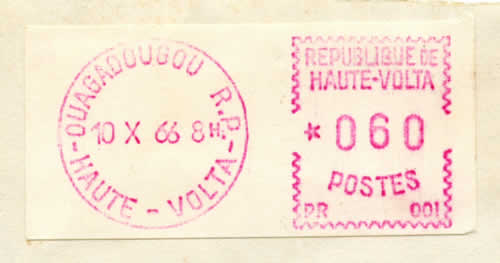 OUAGADOUGOU R.P.
10 X 66 8H.
-HAUTE-VOLTA-
REPUBLIQUE DE
HAUTE-VOLTA
* 060
POSTES
PR 001